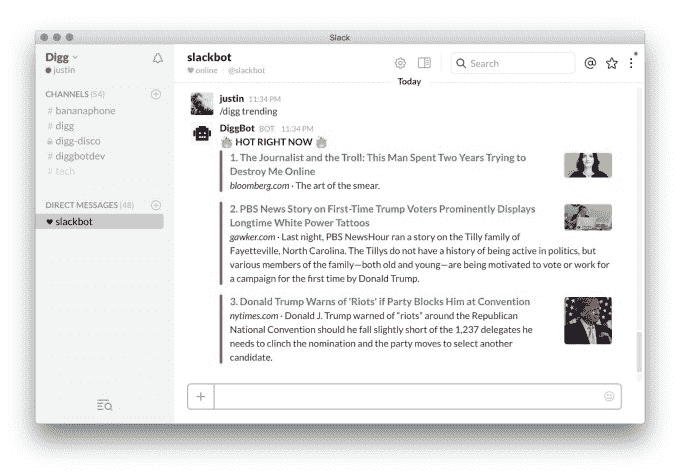 Slack
Digg
justin
CHANNELS (54)
# bananaphone
# digg
digg-disco
# diggbotdev
# tech
DIRECT MESSAGES (48)
slackbot
slackbot
online | @slackbot
Search
@
Today
justin 11:34 PM
/digg trending
DiggBot BOT 11:34 PM
HOT RIGHT NOW
1. The Journalist and the Troll: This Man Spent Two Years Trying to
Destroy Me Online
bloomberg.com · The art of the smear.
2. PBS News Story on First-Time Trump Voters Prominently Displays
Longtime White Power Tattoos
gawker.com · Last night, PBS NewsHour ran a story on the Tilly family of
Fayetteville, North Carolina. The Tillys do not have a history of being active in politics, but
various members of the family—both old and young—are being motivated to vote or work for
a campaign for the first time by Donald Trump.
3. Donald Trump Warns of 'Riots' if Party Blocks Him at Convention
nytimes.com · Donald J. Trump warned of "riots" around the Republican
National Convention should he fall slightly short of the 1,237 delegates he
needs to clinch the nomination and the party moves to select another
candidate.